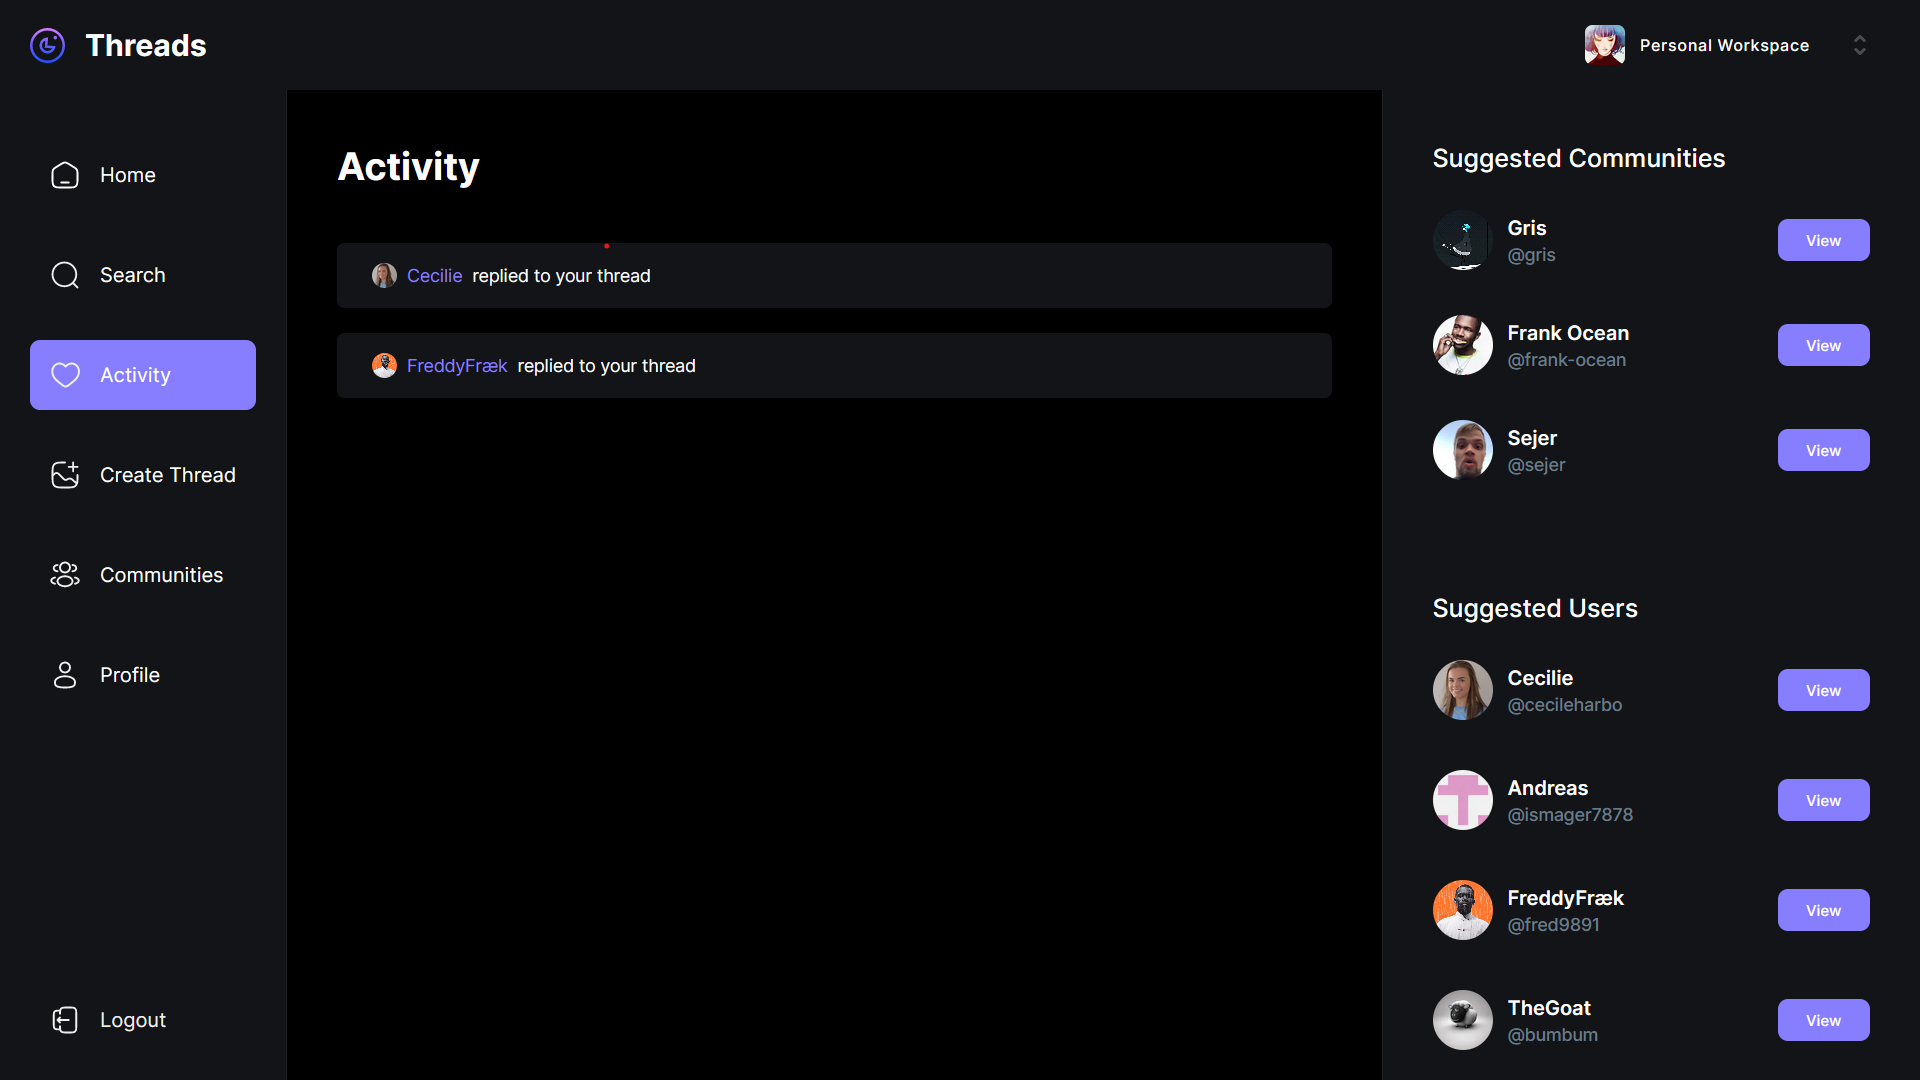 Threads
Personal Workspace
Home
Search
Activity
Create Thread
Communities
Profile
Logout
Activity
Cecilie replied to your thread
FreddyFræk replied to your thread
Suggested Communities
Gris
@gris
View
Frank Ocean
@frank-ocean
View
Sejer
@sejer
View
Suggested Users
Cecilie
@cecileharbo
View
Andreas
@ismager7878
View
FreddyFræk
@fred9891
View
TheGoat
@bumbum
View